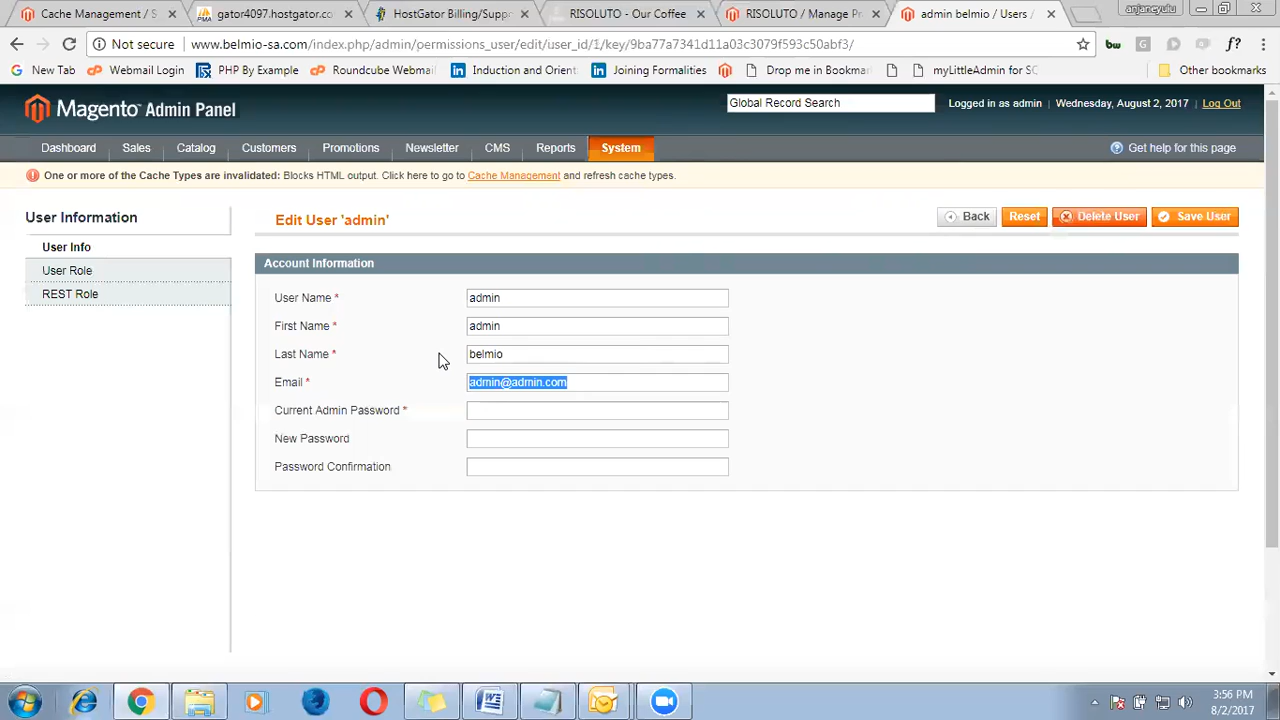 Cache Management / S
gator4097.hostgator.co
HostGator Billing/Suppo
RISOLUTO - Our Coffee
RISOLUTO / Manage Pr
admin belmio / Users /
anjaneyulu
Not secure
www.belmio-sa.com/index.php/admin/permissions_user/edit/user_id/1/key/9ba77a7341d11a03c3079f593c50abf3/
New Tab
Webmail Login
PHP By Example
Roundcube Webmail
Induction and Orient
Joining Formalities
Drop me in Bookmar
myLittleAdmin for SC
Other bookmarks
Magento Admin Panel
Global Record Search
Logged in as admin | Wednesday, August 2, 2017 | Log Out
Dashboard
Sales
Catalog
Customers
Promotions
Newsletter
CMS
Reports
System
Get help for this page
One or more of the Cache Types are invalidated: Blocks HTML output. Click here to go to Cache Management and refresh cache types.
User Information
User Info
User Role
REST Role
Edit User 'admin'
Back
Reset
Delete User
Save User
Account Information
User Name * admin
First Name * admin
Last Name * belmio
Email * admin@admin.com
Current Admin Password *
New Password
Password Confirmation
3:56 PM
8/2/2017